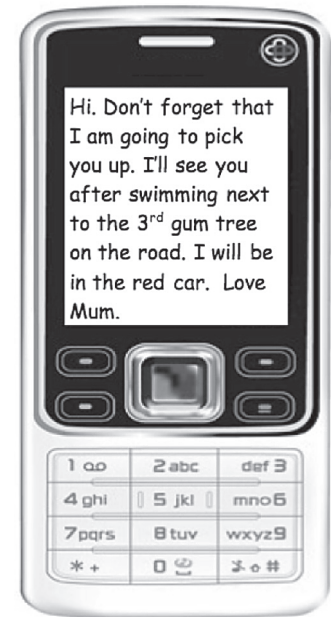 Hi. Don't forget that
I am going to pick
you up. I'll see you
after swimming next
to the 3rd gum tree
on the road. I will be
in the red car. Love
Mum.
1 2 abc def 3
4 ghi 5 jkl mno 6
7 pqrs 8 tuv wxyz 9
* + 0 #